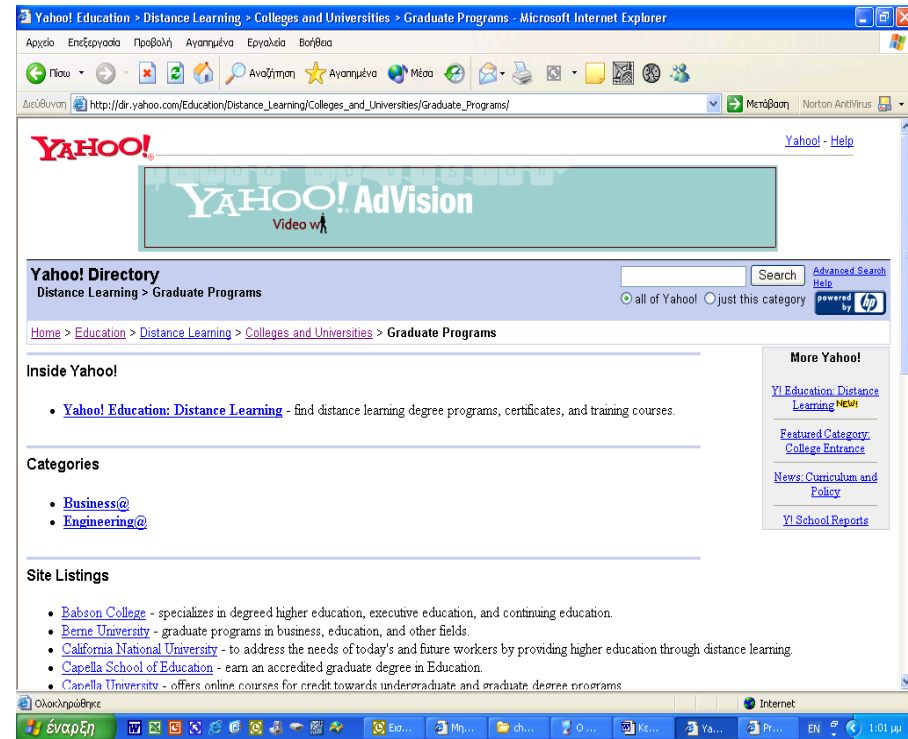 Yahoo! Education > Distance Learning > Colleges and Universities > Graduate Programs - Microsoft Internet Explorer
Αρχείο Επεξεργασία Προβολή Αγαπημένα Εργαλεία Βοήθεια
Πίσω Αναζήτηση Αγαπημένα Μέσα
Διεύθυνση http://dir.yahoo.com/Education/Distance_Learning/Colleges_and_Universities/Graduate_Programs/ Μετάβαση Norton AntiVirus
YAHOO! Yahoo! - Help
YAHOO! ADVISION
YAHOO! AdVision
Video w
Yahoo! Directory Search Advanced Search
Distance Learning > Graduate Programs Help
all of Yahoo! just this category powered by hp
Home > Education > Distance Learning > Colleges and Universities > Graduate Programs
More Yahoo!
Inside Yahoo!
Y! Education: Distance
Learning NEW!
Yahoo! Education: Distance Learning - find distance learning degree programs, certificates, and training courses.
Featured Category:
College Entrance
Categories
News: Curriculum and
Policy
Business@
Engineering@
Y! School Reports
Site Listings
Babson College - specializes in degreed higher education, executive education, and continuing education.
Berne University - graduate programs in business, education, and other fields.
California National University - to address the needs of today's and future workers by providing higher education through distance learning.
Capella School of Education - earn an accredited graduate degree in Education.
Capella University - offers online courses for credit towards undergraduate and graduate degree programs
Ολοκληρώθηκε Internet
έναρξη Εισ... Μη... ch... Ο ... Κε... Ya... Pr... EN 1:01 μμ